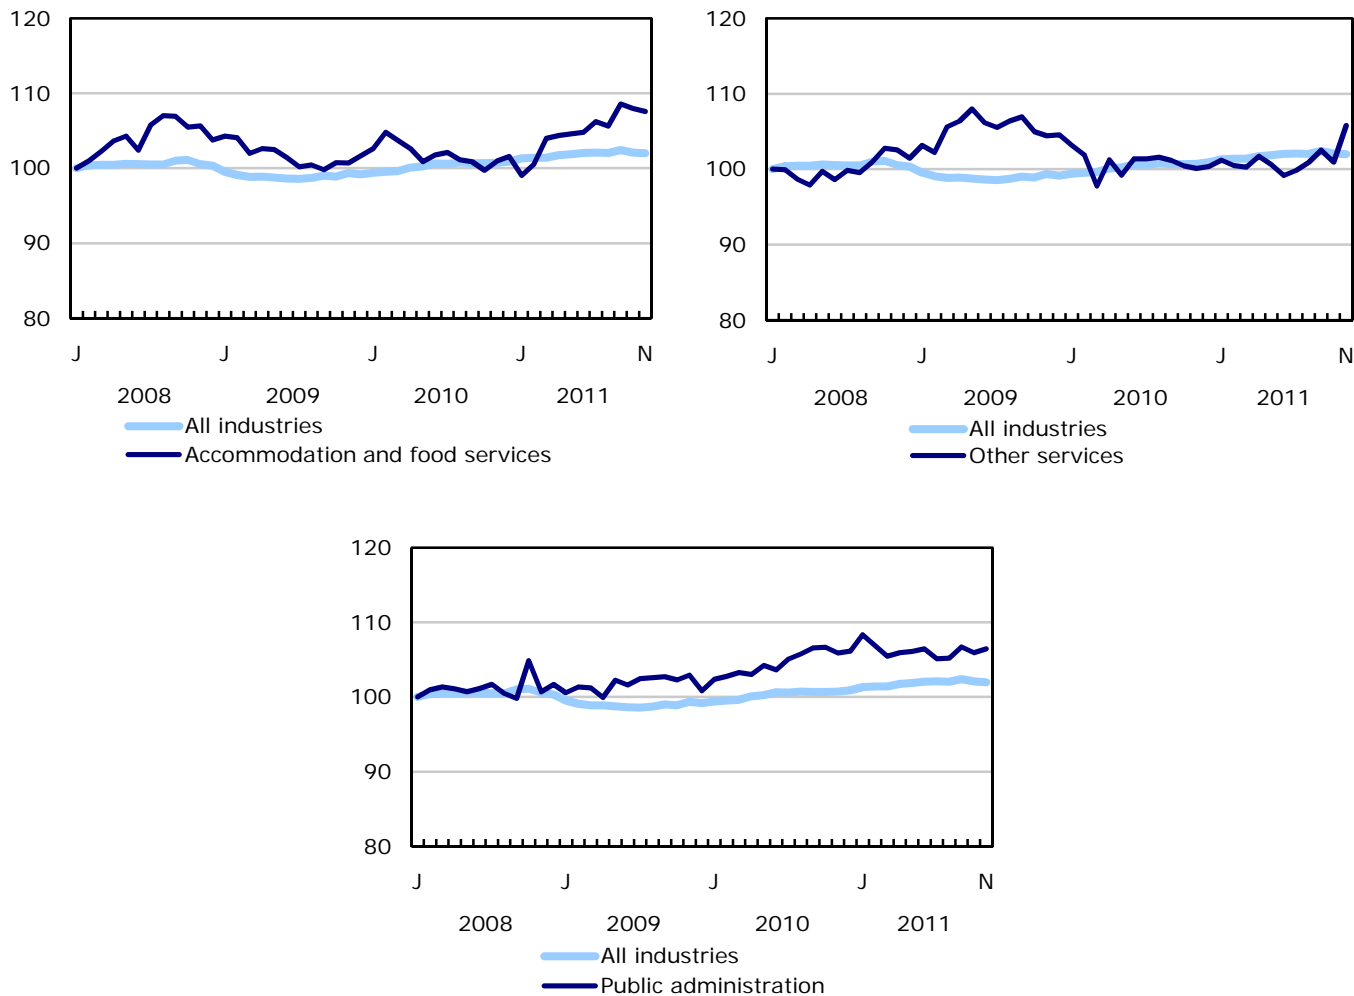 120
110
100
90
80
J J J J N
2008 2009 2010 2011
All industries
Accommodation and food services
120
110
100
90
80
J J J J N
2008 2009 2010 2011
All industries
Other services
120
110
100
90
80
J J J J N
2008 2009 2010 2011
All industries
Public administration